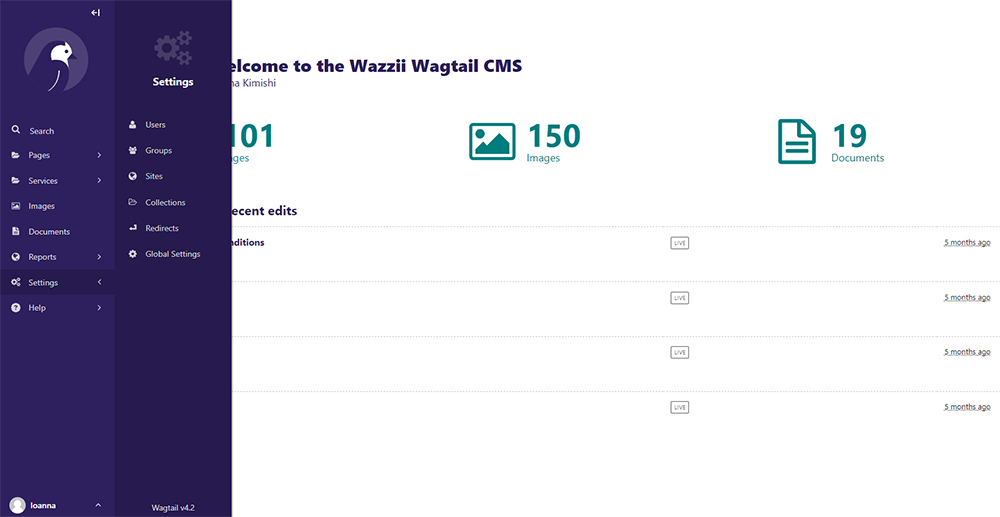 Search
Pages
Services
Images
Documents
Reports
Settings
Help
Ioanna
Settings
Users
Groups
Sites
Collections
Redirects
Global Settings
Wagtail v4.2
elcome to the Wazzii Wagtail CMS
na Kimishi
101
ages
150
Images
19
Documents
ecent edits
nditions
LIVE
5 months ago
LIVE
5 months ago
LIVE
5 months ago
LIVE
5 months ago